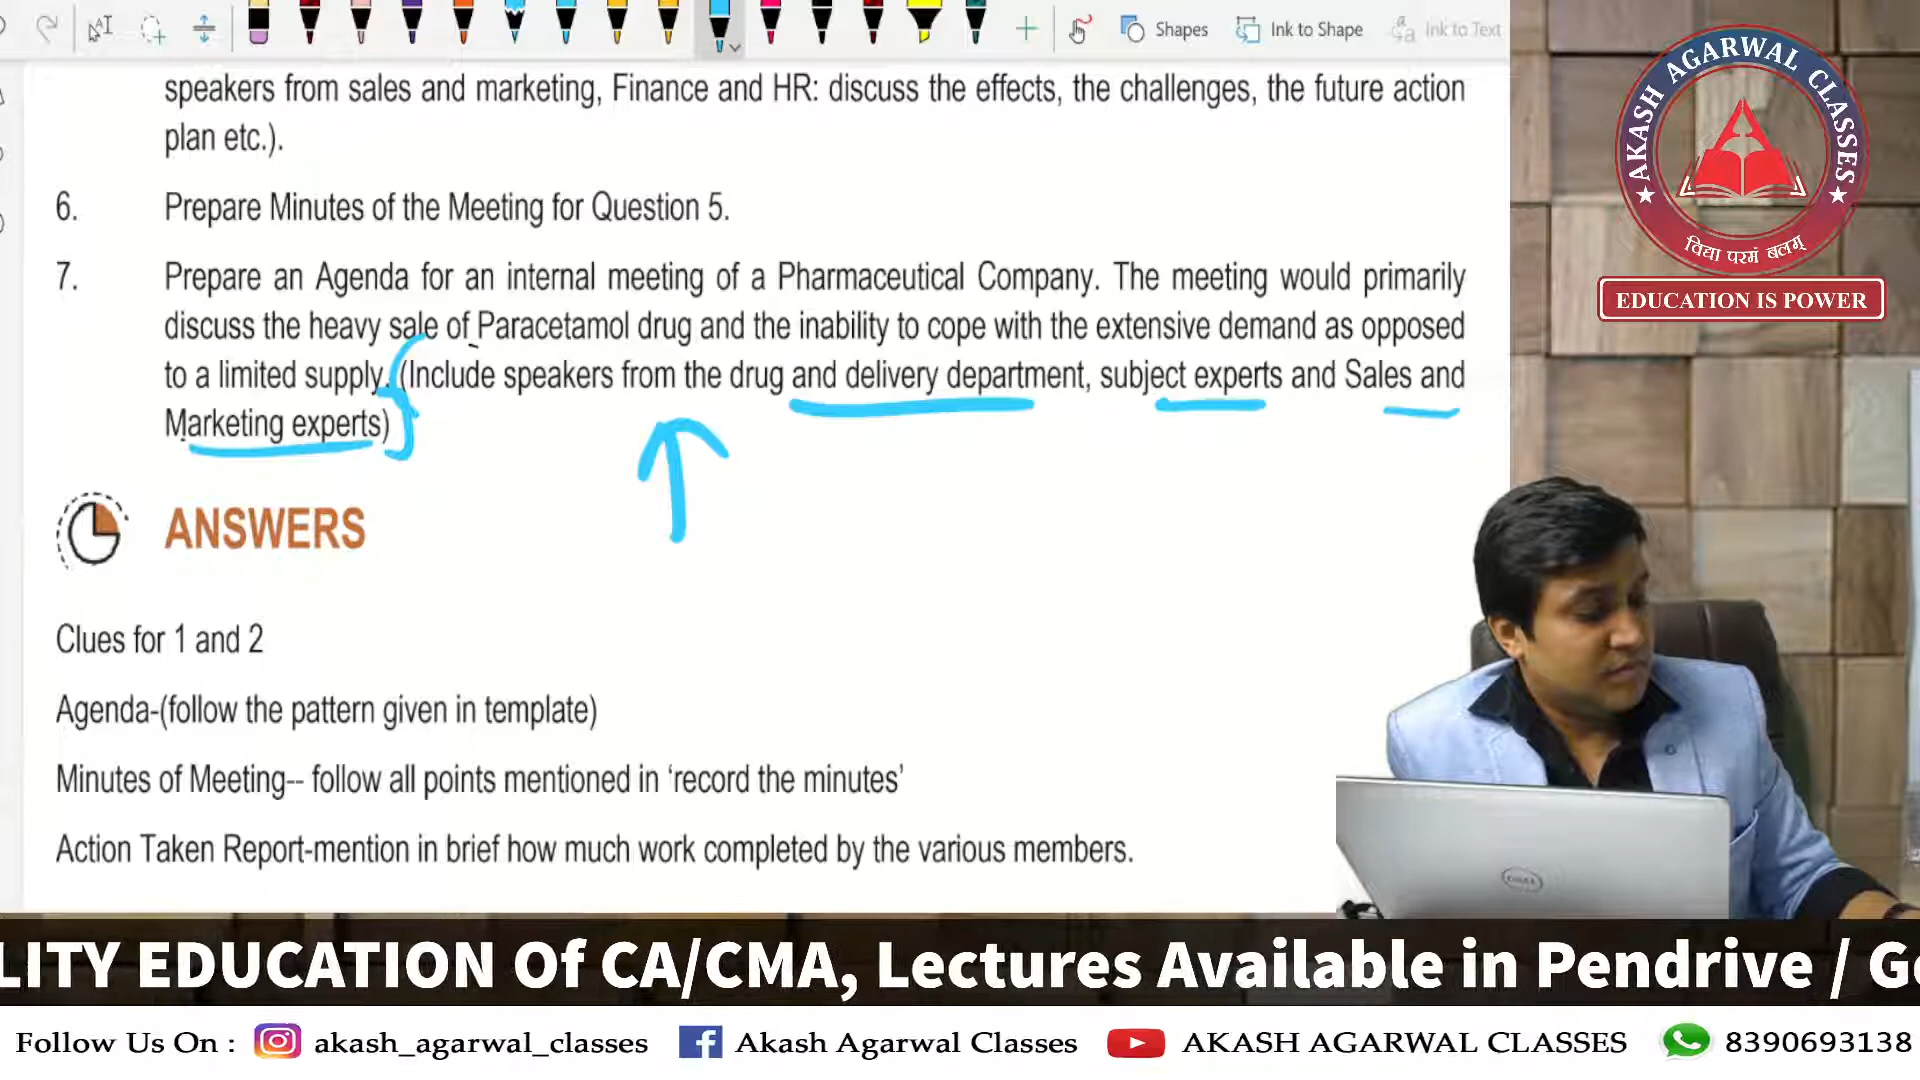 Shapes
Ink to Shape
Ink to Text
speakers from sales and marketing, Finance and HR: discuss the effects, the challenges, the future action
plan etc.).
6. Prepare Minutes of the Meeting for Question 5.
7. Prepare an Agenda for an internal meeting of a Pharmaceutical Company. The meeting would primarily
discuss the heavy sale of Paracetamol drug and the inability to cope with the extensive demand as opposed
to a limited supply. (Include speakers from the drug and delivery department, subject experts and Sales and
Marketing experts)
ANSWERS
Clues for 1 and 2
Agenda-(follow the pattern given in template)
Minutes of Meeting-- follow all points mentioned in ‘record the minutes’
Action Taken Report-mention in brief how much work completed by the various members.
AKASH AGARWAL CLASSES
विद्या परमं बलम्
EDUCATION IS POWER
DELL
LITY EDUCATION Of CA/CMA, Lectures Available in Pendrive / G
Follow Us On : akash_agarwal_classes Akash Agarwal Classes AKASH AGARWAL CLASSES 8390693138